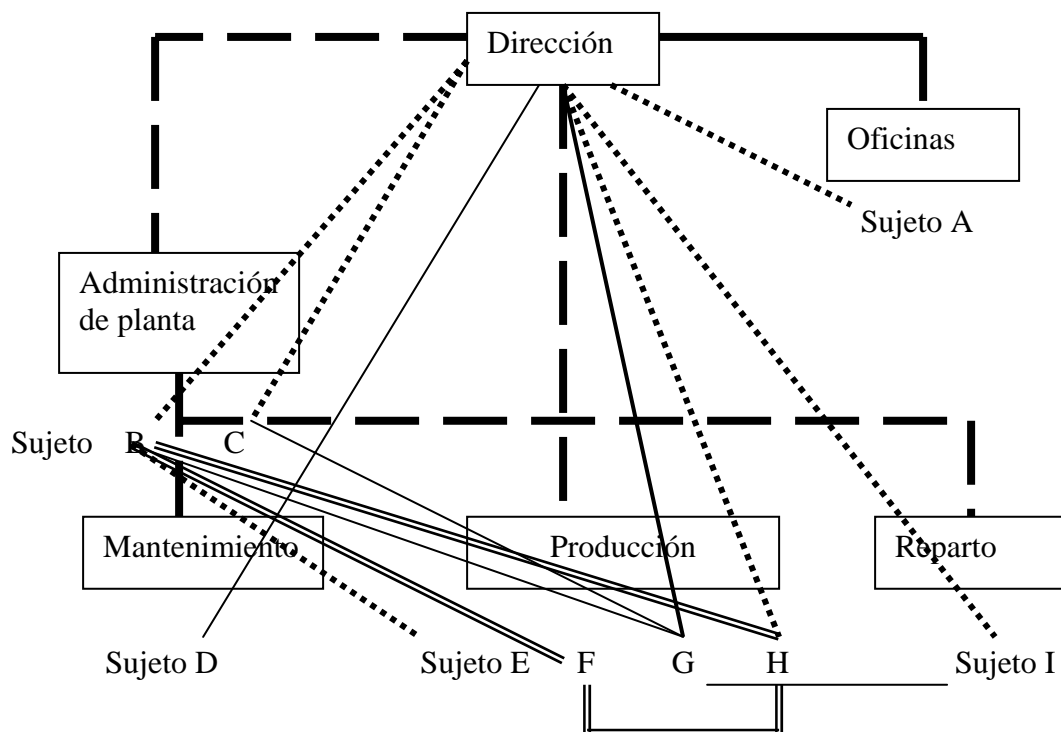 Dirección
Oficinas
Sujeto A
Administración
de planta
Sujeto B C
Mantenimiento
Producción
Reparto
Sujeto D
Sujeto E F G H
Sujeto I